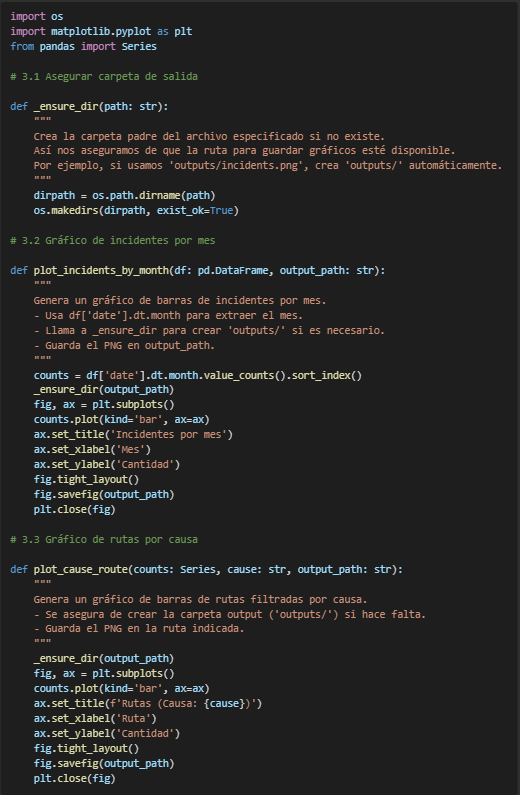 import os
import matplotlib.pyplot as plt
from pandas import Series

# 3.1 Asegurar carpeta de salida

def _ensure_dir(path: str):
    """
    Crea la carpeta padre del archivo especificado si no existe.
    Así nos aseguramos de que la ruta para guardar gráficos esté disponible.
    Por ejemplo, si usamos 'outputs/incidents.png', crea 'outputs/' automáticamente.
    """
    dirpath = os.path.dirname(path)
    os.makedirs(dirpath, exist_ok=True)

# 3.2 Gráfico de incidentes por mes

def plot_incidents_by_month(df: pd.DataFrame, output_path: str):
    """
    Genera un gráfico de barras de incidentes por mes.
    - Usa df['date'].dt.month para extraer el mes.
    - Llama a _ensure_dir para crear 'outputs/' si es necesario.
    - Guarda el PNG en output_path.
    """
    counts = df['date'].dt.month.value_counts().sort_index()
    _ensure_dir(output_path)
    fig, ax = plt.subplots()
    counts.plot(kind='bar', ax=ax)
    ax.set_title('Incidentes por mes')
    ax.set_xlabel('Mes')
    ax.set_ylabel('Cantidad')
    fig.tight_layout()
    fig.savefig(output_path)
    plt.close(fig)

# 3.3 Gráfico de rutas por causa

def plot_cause_route(counts: Series, cause: str, output_path: str):
    """
    Genera un gráfico de barras de rutas filtradas por causa.
    - Se asegura de crear la carpeta output ('outputs/') si hace falta.
    - Guarda el PNG en la ruta indicada.
    """
    _ensure_dir(output_path)
    fig, ax = plt.subplots()
    counts.plot(kind='bar', ax=ax)
    ax.set_title(f'Rutas (Causa: {cause})')
    ax.set_xlabel('Ruta')
    ax.set_ylabel('Cantidad')
    fig.tight_layout()
    fig.savefig(output_path)
    plt.close(fig)